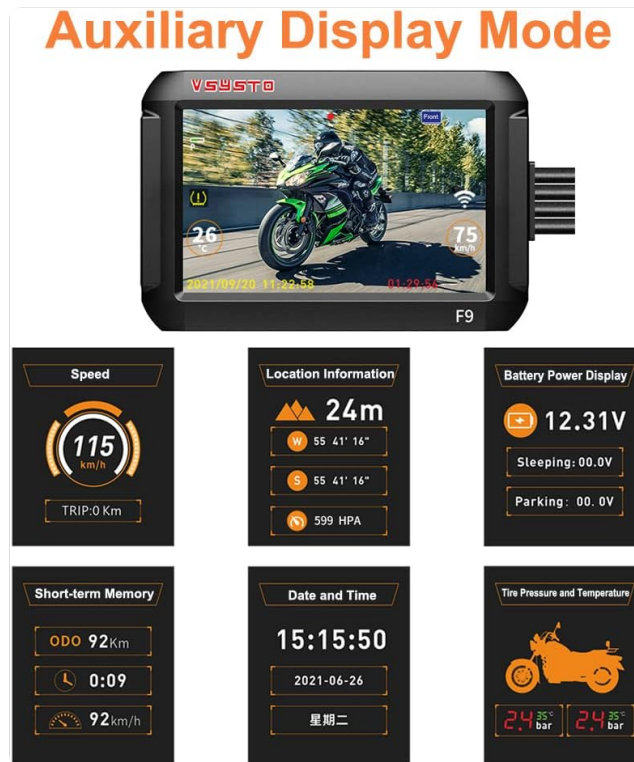 Auxiliary Display Mode
VSYSTO
Front
P
26
°C
75
km/h
2021/09/20 11:22:58
01:29:56
F9
Speed
115
km/h
TRIP:0 Km
Location Information
24m
W 55 41' 16"
S 55 41' 16"
599 HPA
Battery Power Display
12.31V
Sleeping: 00.0V
Parking: 00. 0V
Short-term Memory
ODO 92Km
0:09
92km/h
Date and Time
15:15:50
2021-06-26
星期二
Tire Pressure and Temperature
2.4 35°C bar
2.4 35°C bar